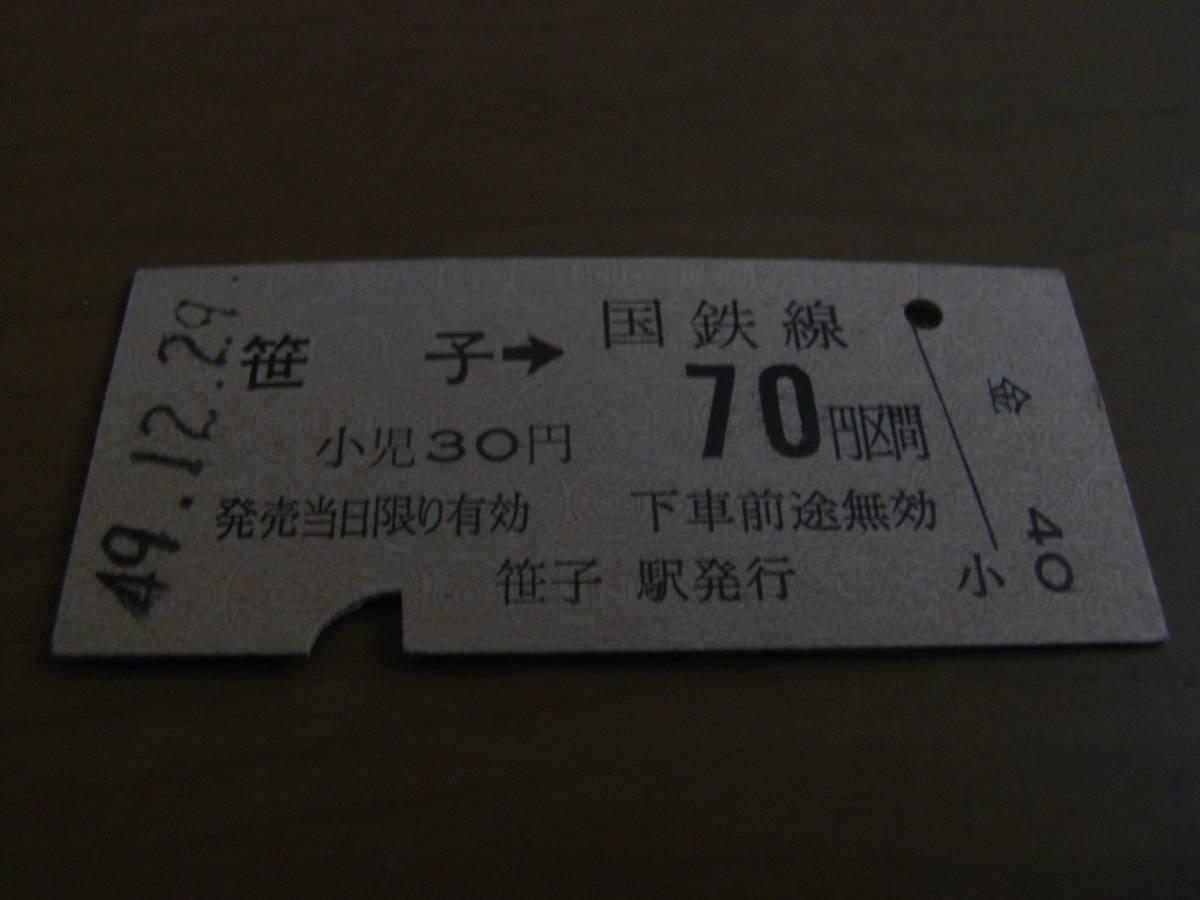 49.12.29
笹子➡国鉄線
70円区間
小児30円
発売当日限り有効 下車前途無効
笹子 駅発行
小
金
40